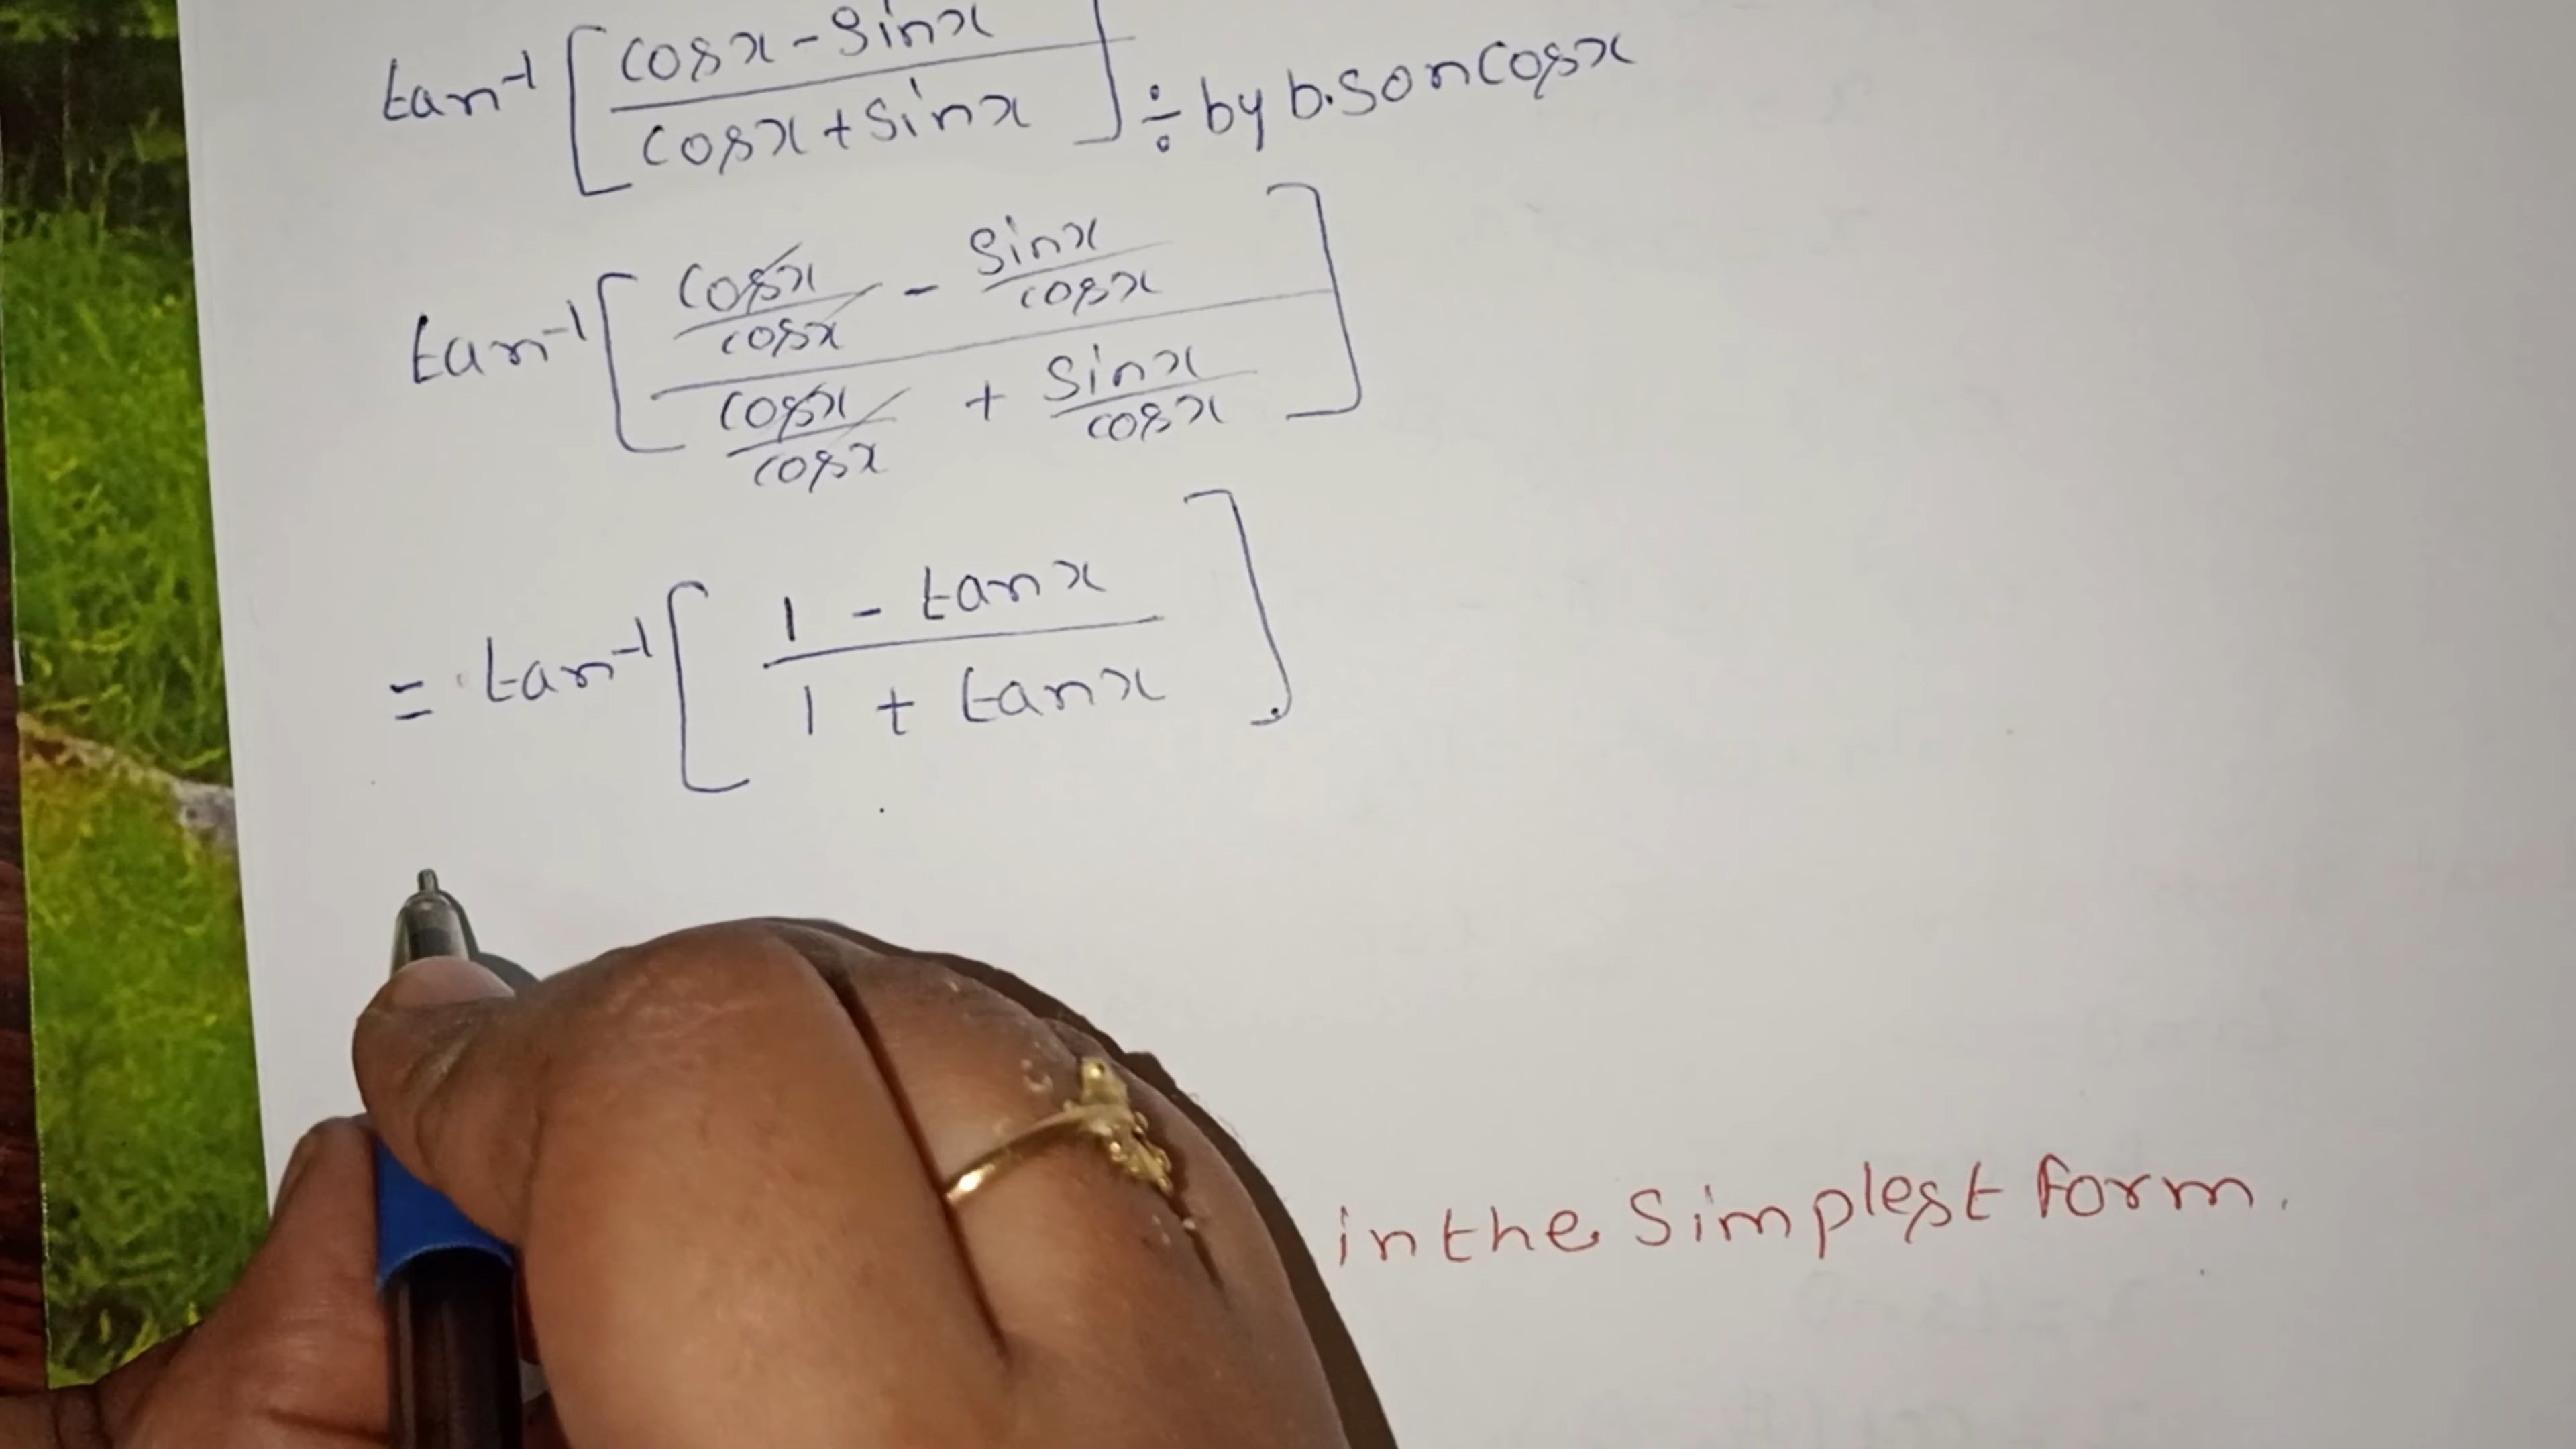 tan⁻¹ [ (cosx - sinx) / (cosx + sinx) ] ÷ by b.s on cosx
tan⁻¹ [ (cosx/cosx - sinx/cosx) / (cosx/cosx + sinx/cosx) ]
= tan⁻¹ [ (1 - tanx) / (1 + tanx) ]
in the simplest form.